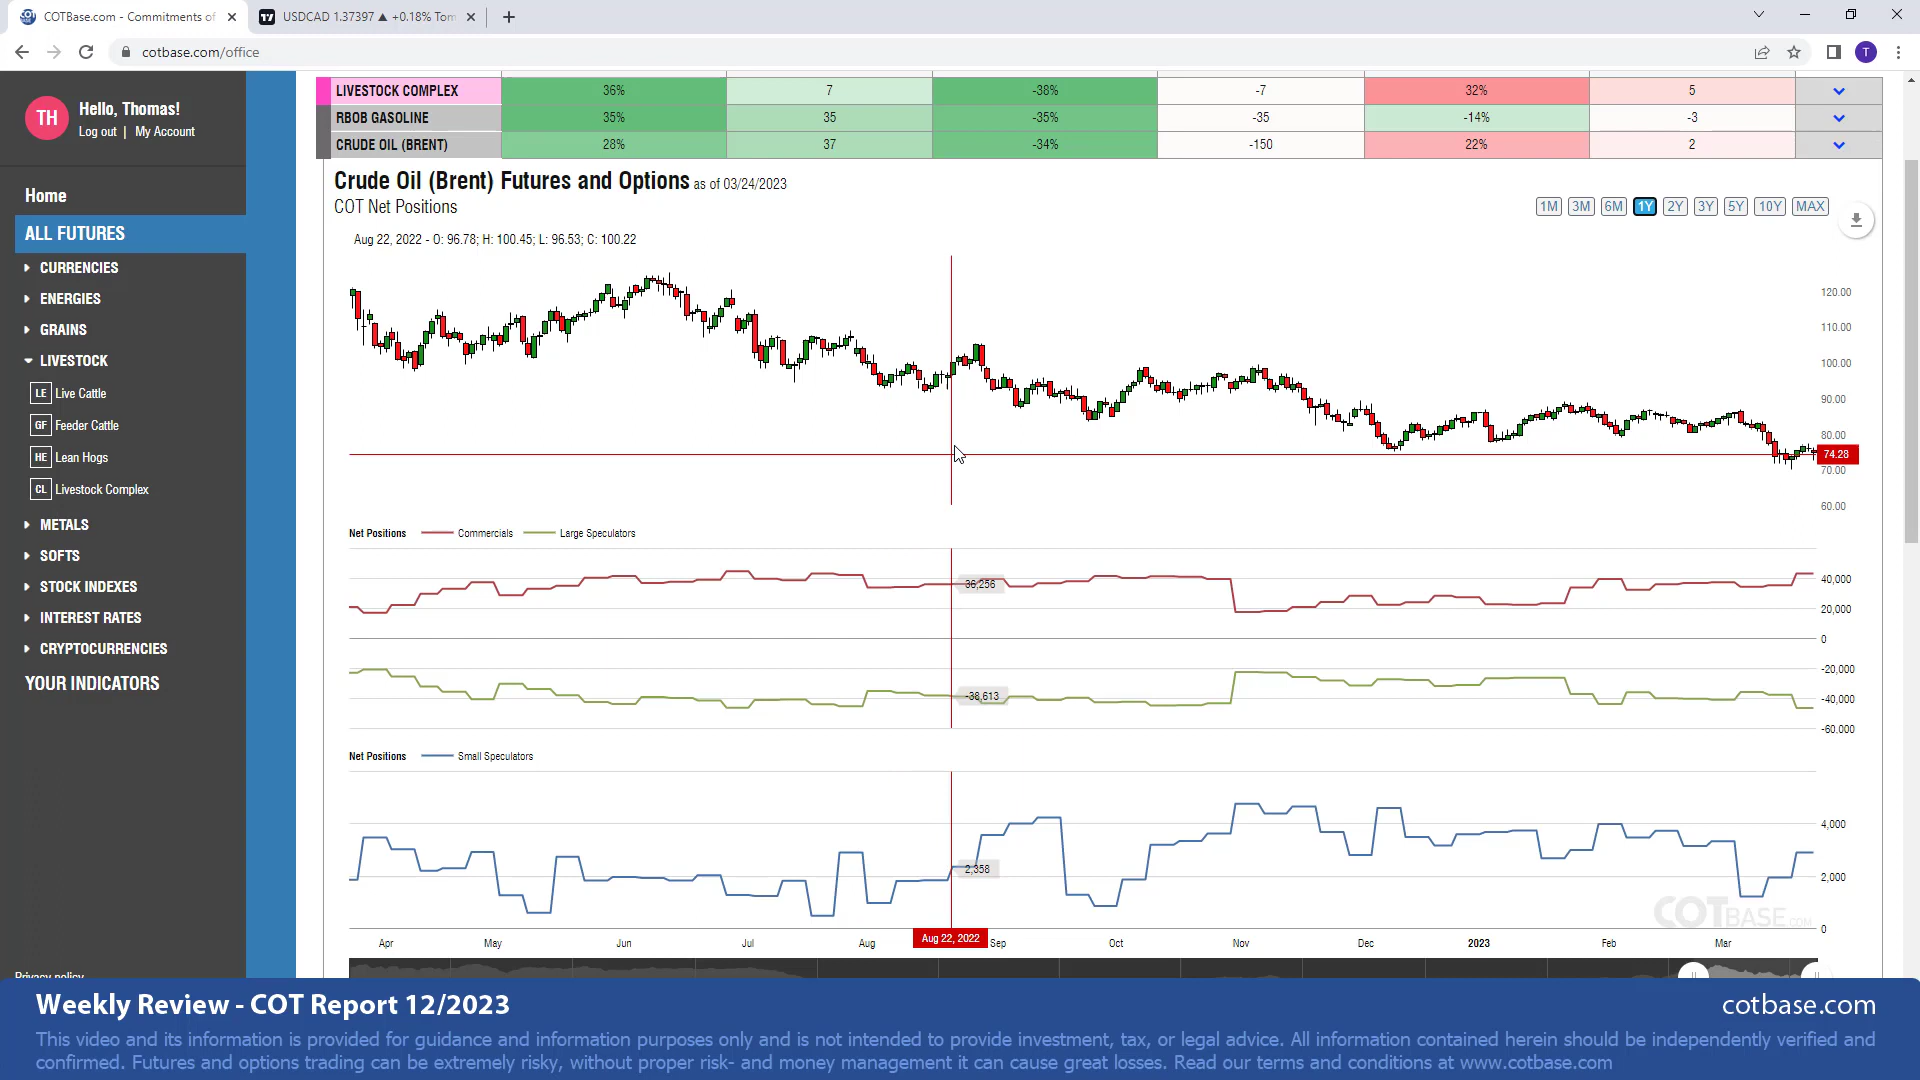 COTBase.com - Commitments of
USDCAD 1.37397 ▲ +0.18% Tom
cotbase.com/office
T
TH
Hello, Thomas!
Log out | My Account
Home
ALL FUTURES
CURRENCIES
ENERGIES
GRAINS
LIVESTOCK
LE Live Cattle
GF Feeder Cattle
HE Lean Hogs
CL Livestock Complex
METALS
SOFTS
STOCK INDEXES
INTEREST RATES
CRYPTOCURRENCIES
YOUR INDICATORS
Privacy policy
LIVESTOCK COMPLEX 36% 7 -38% -7 32% 5
RBOB GASOLINE 35% 35 -35% -35 -14% -3
CRUDE OIL (BRENT) 28% 37 -34% -150 22% 2
Crude Oil (Brent) Futures and Options as of 03/24/2023
COT Net Positions
1M 3M 6M 1Y 2Y 3Y 5Y 10Y MAX
Aug 22, 2022 - O: 96.78; H: 100.45; L: 96.53; C: 100.22
120.00
110.00
100.00
90.00
80.00
74.28
70.00
60.00
Net Positions Commercials Large Speculators
36,256
40,000
20,000
0
-20,000
-38,613
-40,000
-60,000
Net Positions Small Speculators
4,000
2,358
2,000
COTBASE.COM
0
Apr May Jun Jul Aug Aug 22, 2022 Sep Oct Nov Dec 2023 Feb Mar
Weekly Review - COT Report 12/2023
cotbase.com
This video and its information is provided for guidance and information purposes only and is not intended to provide investment, tax, or legal advice. All information contained herein should be independently verified and
confirmed. Futures and options trading can be extremely risky, without proper risk- and money management it can cause great losses. Read our terms and conditions at www.cotbase.com